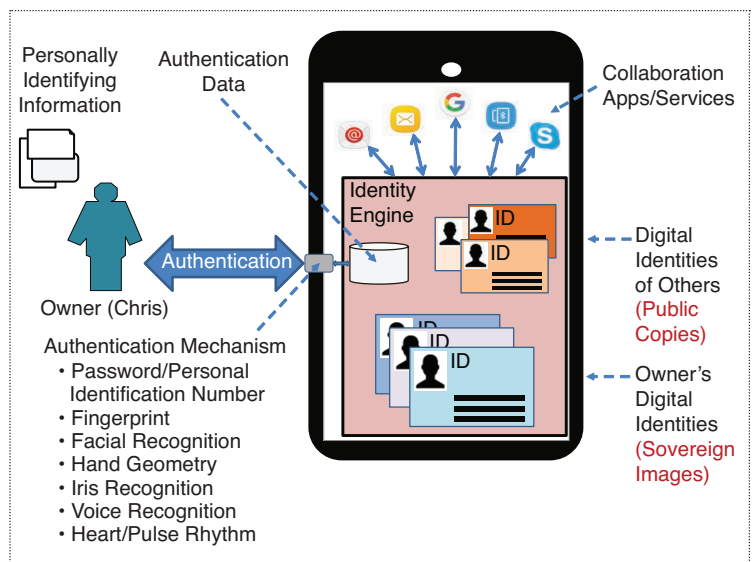 Personally
Identifying
Information
Authentication
Data
Collaboration
Apps/Services
@
G
S
Identity
Engine
ID
ID
Authentication
Owner (Chris)
Digital
Identities
of Others
(Public
Copies)
Authentication Mechanism
• Password/Personal
Identification Number
• Fingerprint
• Facial Recognition
• Hand Geometry
• Iris Recognition
• Voice Recognition
• Heart/Pulse Rhythm
ID
ID
ID
Owner's
Digital
Identities
(Sovereign
Images)